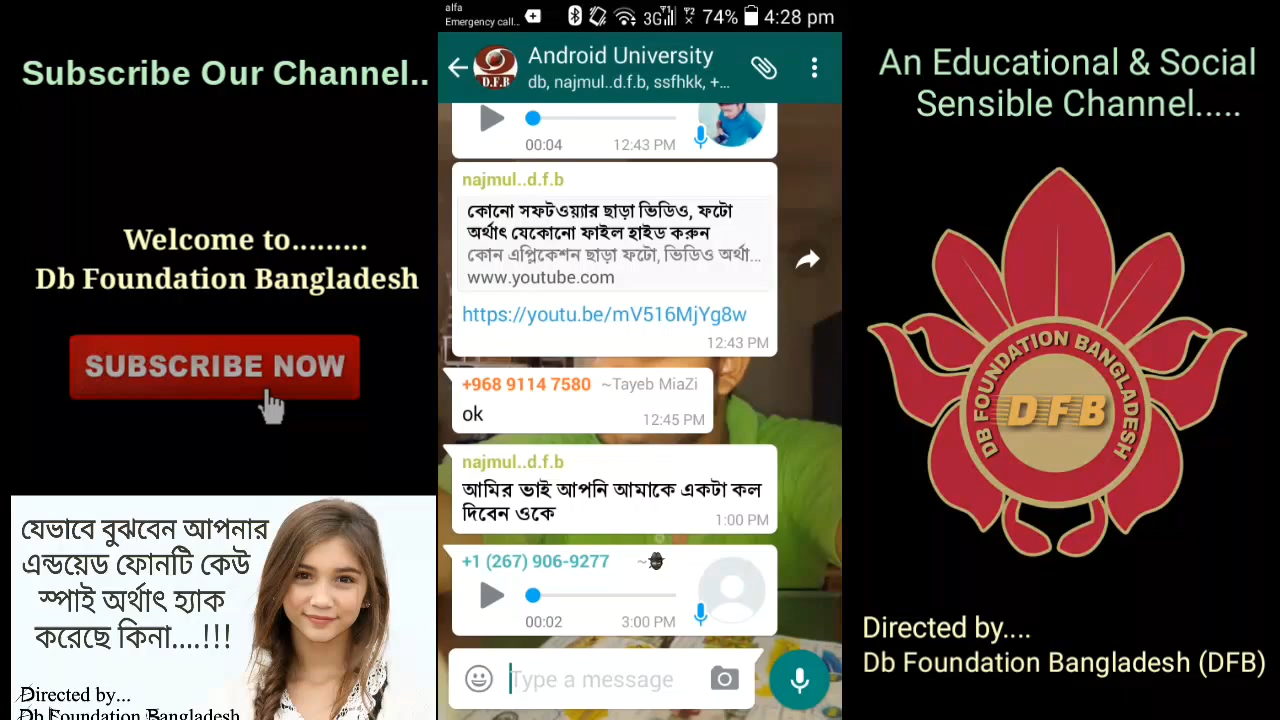 Subscribe Our Channel..
Welcome to.........
Db Foundation Bangladesh
SUBSCRIBE NOW
যেভাবে বুঝবেন আপনার
এন্ডয়েড ফোনটি কেউ
স্পাই অর্থাৎ হ্যাক
করেছে কিনা....!!!
Directed by...
Db Foundation Bangladesh
alfa
Emergency call...
3G
74%
4:28 pm
D.F.B
Android University
db, najmul..d.f.b, ssfhkk, +...
00:04
12:43 PM
najmul..d.f.b
কোনো সফটওয়্যার ছাড়া ভিডিও, ফটো
অর্থাৎ যেকোনো ফাইল হাইড করুন
কোন এপ্লিকেশন ছাড়া ফটো, ভিডিও অর্থা...
www.youtube.com
https://youtu.be/mV516MjYg8w
12:43 PM
+968 9114 7580 ~Tayeb MiaZi
ok
12:45 PM
najmul..d.f.b
আমির ভাই আপনি আমাকে একটা কল
দিবেন ওকে
1:00 PM
+1 (267) 906-9277 ~
00:02
3:00 PM
Type a message
An Educational & Social
Sensible Channel.....
DB FOUNDATION BANGLADESH
DFB
Directed by....
Db Foundation Bangladesh (DFB)